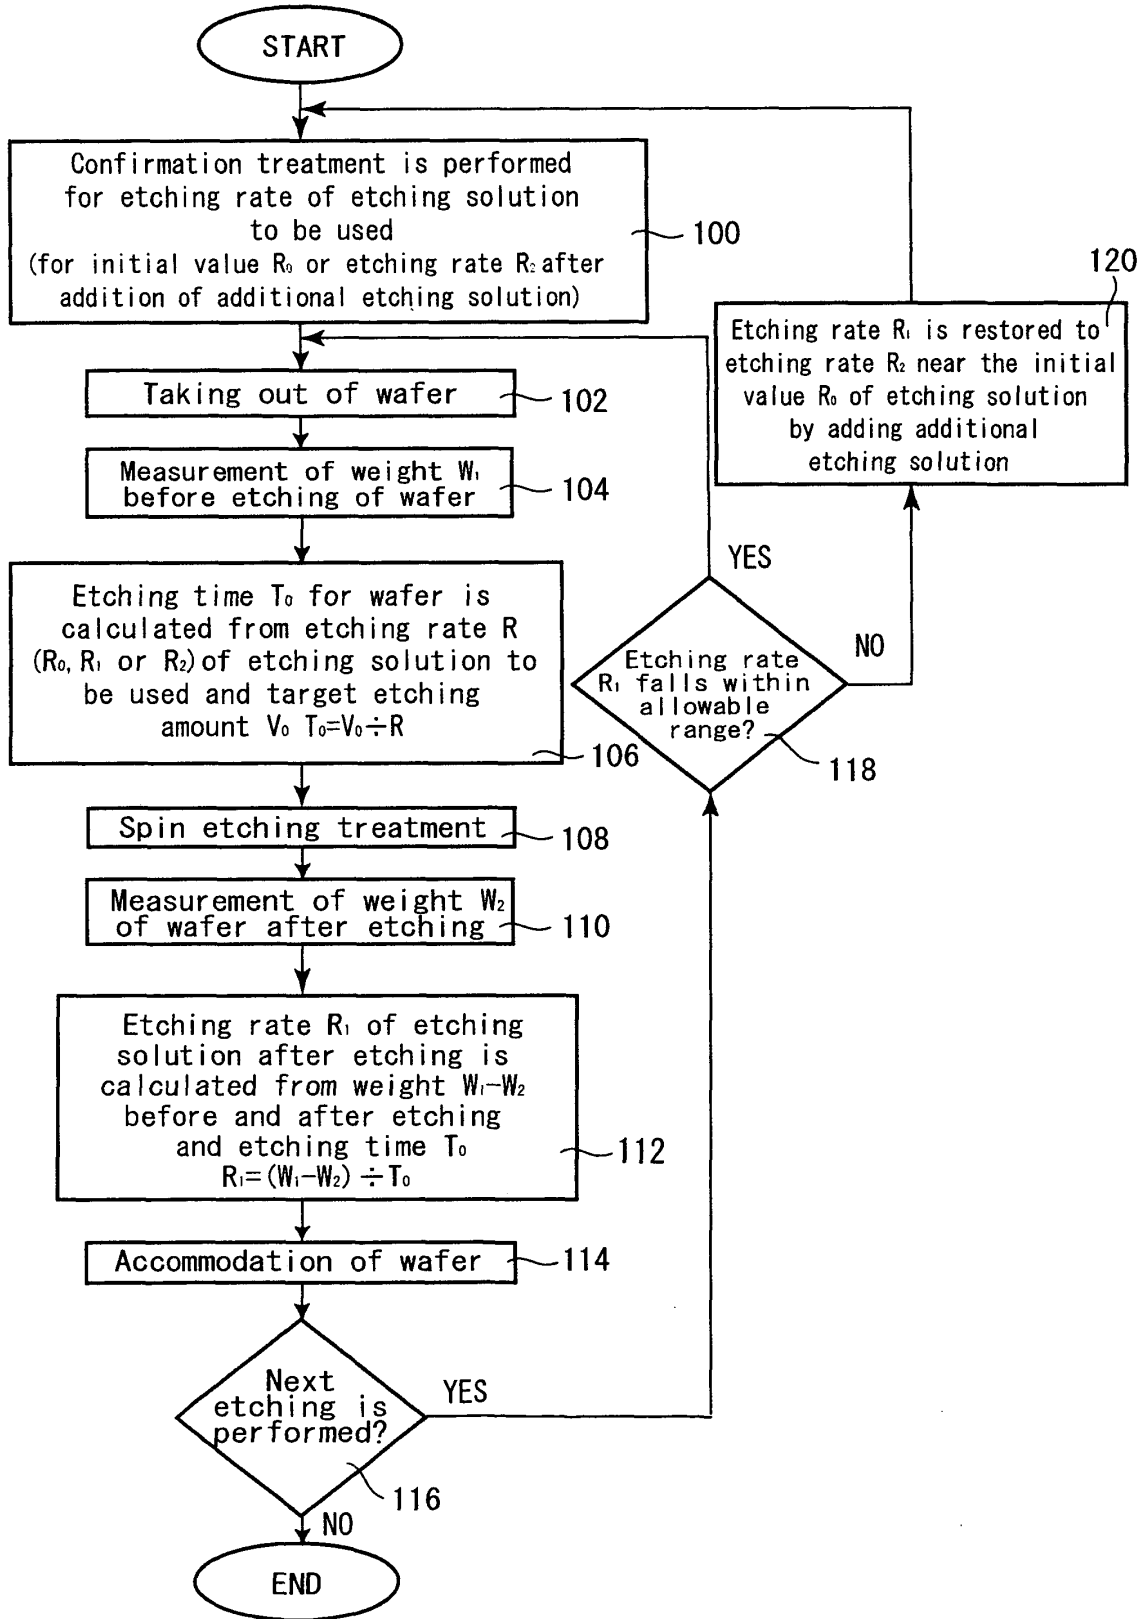 START
Confirmation treatment is performed
for etching rate of etching solution
to be used
(for initial value R₀ or etching rate R₂ after
addition of additional etching solution)
100
120
Etching rate R₁ is restored to
etching rate R₂ near the initial
value R₀ of etching solution
by adding additional
etching solution
Taking out of wafer
102
Measurement of weight W₁
before etching of wafer
104
Etching time T₀ for wafer is
calculated from etching rate R
(R₀, R₁ or R₂) of etching solution to
be used and target etching
amount V₀ T₀=V₀÷R
106
YES
NO
Etching rate
R₁ falls within
allowable
range?
118
Spin etching treatment
108
Measurement of weight W₂
of wafer after etching
110
Etching rate R₁ of etching
solution after etching is
calculated from weight W₁-W₂
before and after etching
and etching time T₀
R₁=(W₁-W₂)÷T₀
112
Accommodation of wafer
114
Next
etching is
performed?
YES
116
NO
END